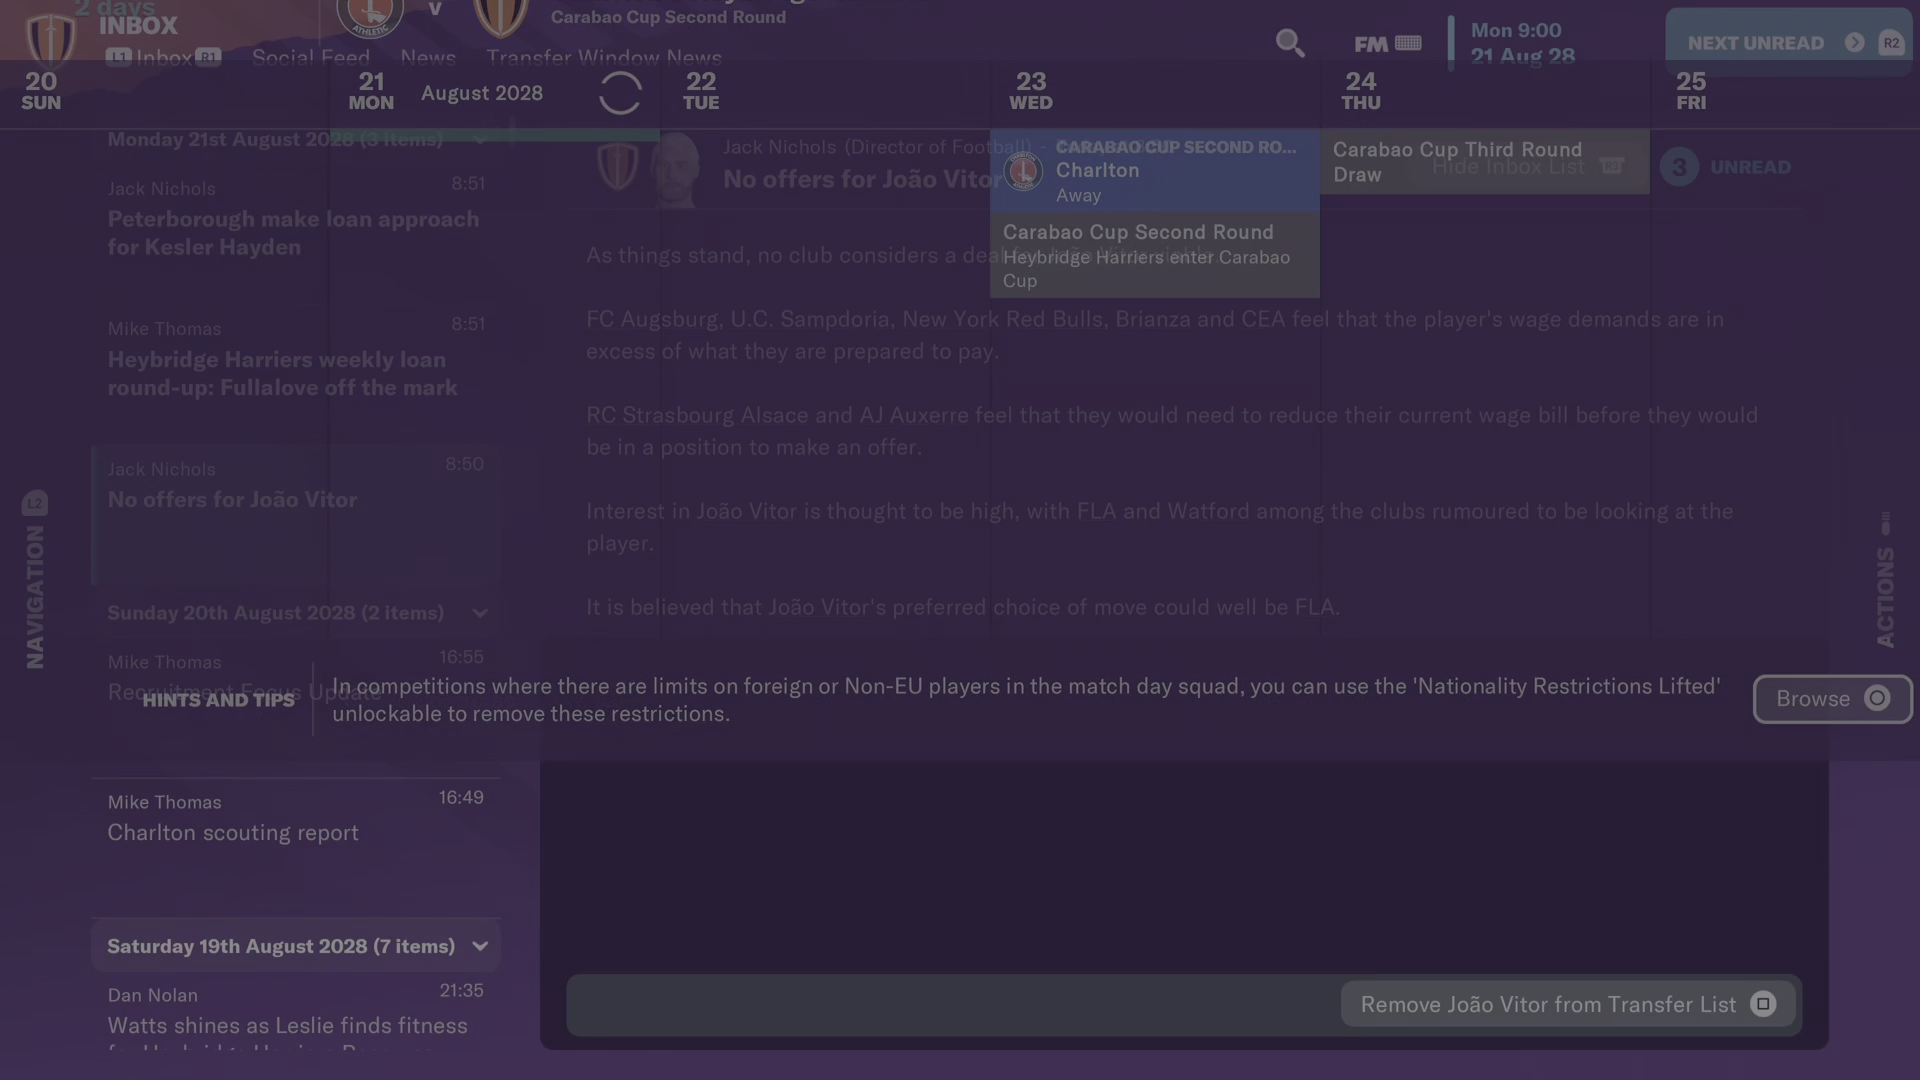 2 days
INBOX
v
Carabao Cup Second Round
L1 Inbox R1
Social Feed
News
Transfer Window News
FM
Mon 9:00
21 Aug 28
NEXT UNREAD
R2
20
SUN
21
MON
August 2028
22
TUE
23
WED
24
THU
25
FRI
Monday 21st August 2028 (3 items)
Jack Nichols
8:51
Peterborough make loan approach
for Kesler Hayden
Mike Thomas
8:51
Heybridge Harriers weekly loan
round-up: Fullalove off the mark
Jack Nichols
8:50
No offers for João Vitor
Sunday 20th August 2028 (2 items)
Mike Thomas
16:55
Recruitment Focus Update
Mike Thomas
16:49
Charlton scouting report
Saturday 19th August 2028 (7 items)
Dan Nolan
21:35
Watts shines as Leslie finds fitness
Jack Nichols (Director of Football) -
No offers for João Vitor
CARABAO CUP SECOND RO...
Charlton
Away
Carabao Cup Second Round
Heybridge Harriers enter Carabao
Cup
Carabao Cup Third Round
Draw
Hide Inbox List R3
3 UNREAD
As things stand, no club considers a deal
FC Augsburg, U.C. Sampdoria, New York Red Bulls, Brianza and CEA feel that the player's wage demands are in
excess of what they are prepared to pay.
RC Strasbourg Alsace and AJ Auxerre feel that they would need to reduce their current wage bill before they would
be in a position to make an offer.
Interest in João Vitor is thought to be high, with FLA and Watford among the clubs rumoured to be looking at the
player.
It is believed that João Vitor's preferred choice of move could well be FLA.
L2
NAVIGATION
ACTIONS
HINTS AND TIPS
In competitions where there are limits on foreign or Non-EU players in the match day squad, you can use the 'Nationality Restrictions Lifted'
unlockable to remove these restrictions.
Browse
Remove João Vitor from Transfer List